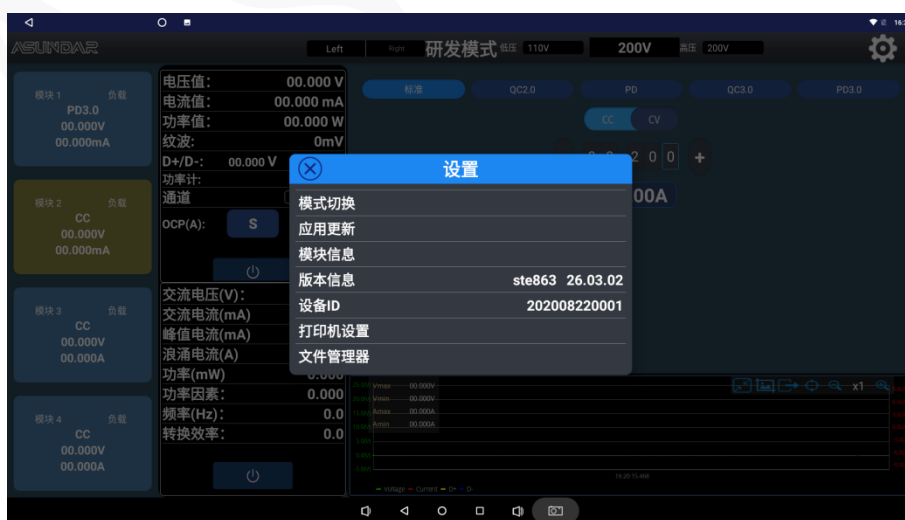 ASUNDAR
Left Right 研发模式 低压 110V 200V 高压 200V
模块 1 负载
PD3.0
00.000V
00.000mA
模块 2 负载
CC
00.000V
00.000mA
模块 3 负载
CC
00.000V
00.000A
模块 4 负载
CC
00.000V
00.000A
电压值: 00.000 V
电流值: 00.000 mA
功率值: 00.000 W
纹波: 0mV
D+/D-: 00.000 V
功率计:
通道
OCP(A): S
交流电压(V):
交流电流(mA)
峰值电流(mA)
浪涌电流(A)
功率(mW) 0.000
功率因素: 0.000
频率(Hz): 0.0
转换效率: 0.0
标准 QC2.0 PD QC3.0 PD3.0
CC CV
2 0 0 +
00A
设置
模式切换
应用更新
模块信息
版本信息 ste863 26.03.02
设备ID 202008220001
打印机设置
文件管理器
Vmax 00.000V
Vmin 00.000V
Amax 00.000A
Amin 00.000A
x1
Voltage Current D+ D-